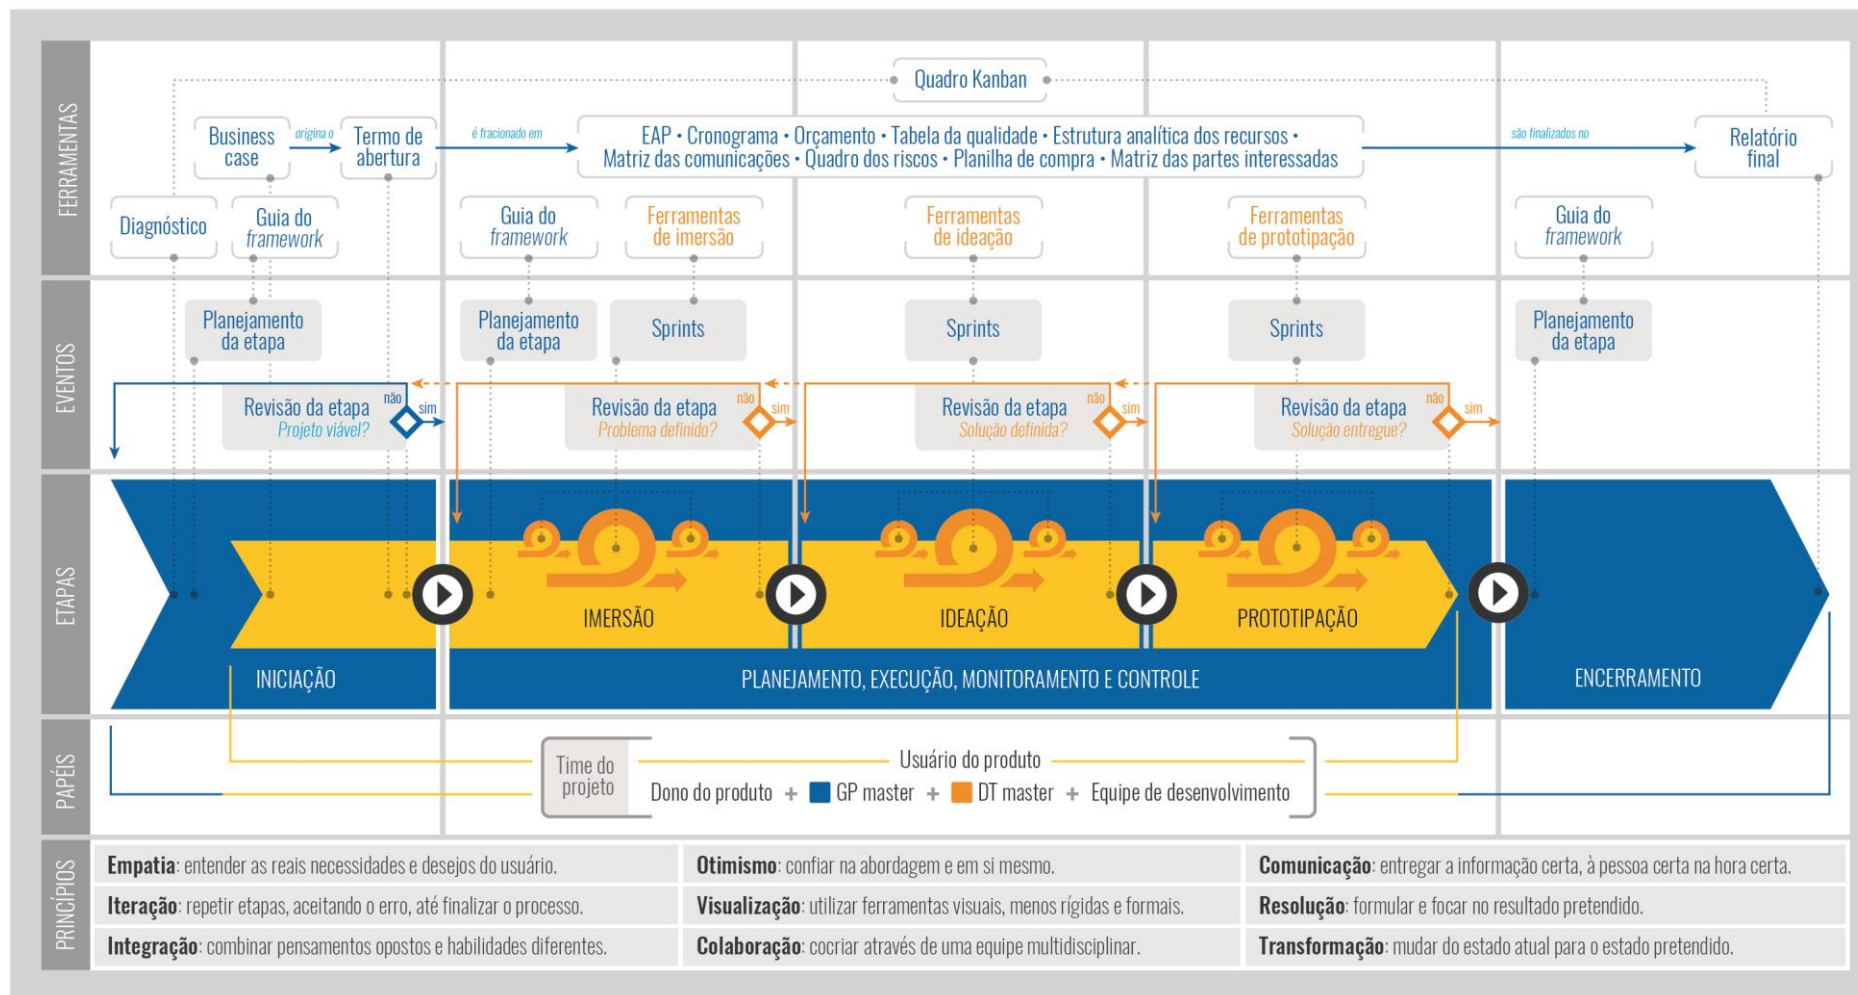 FERRAMENTAS
Quadro Kanban
Business
case
origina o
Termo de
abertura
é fracionado em
EAP • Cronograma • Orçamento • Tabela da qualidade • Estrutura analítica dos recursos •
Matriz das comunicações • Quadro dos riscos • Planilha de compra • Matriz das partes interessadas
são finalizados no
Relatório
final
Diagnóstico
Guia do
framework
Guia do
framework
Ferramentas
de imersão
Ferramentas
de ideação
Ferramentas
de prototipação
Guia do
framework
EVENTOS
Planejamento
da etapa
Planejamento
da etapa
Sprints
Sprints
Sprints
Planejamento
da etapa
Revisão da etapa
Projeto viável?
não
sim
Revisão da etapa
Problema definido?
não
sim
Revisão da etapa
Solução definida?
não
sim
Revisão da etapa
Solução entregue?
não
sim
ETAPAS
IMERSÃO
IDEAÇÃO
PROTOTIPAÇÃO
INICIAÇÃO
PLANEJAMENTO, EXECUÇÃO, MONITORAMENTO E CONTROLE
ENCERRAMENTO
PAPÉIS
Time do
projeto
Usuário do produto
Dono do produto + GP master + DT master + Equipe de desenvolvimento
PRINCÍPIOS
Empatia: entender as reais necessidades e desejos do usuário.
Otimismo: confiar na abordagem e em si mesmo.
Comunicação: entregar a informação certa, à pessoa certa na hora certa.
Iteração: repetir etapas, aceitando o erro, até finalizar o processo.
Visualização: utilizar ferramentas visuais, menos rígidas e formais.
Resolução: formular e focar no resultado pretendido.
Integração: combinar pensamentos opostos e habilidades diferentes.
Colaboração: cocriar através de uma equipe multidisciplinar.
Transformação: mudar do estado atual para o estado pretendido.